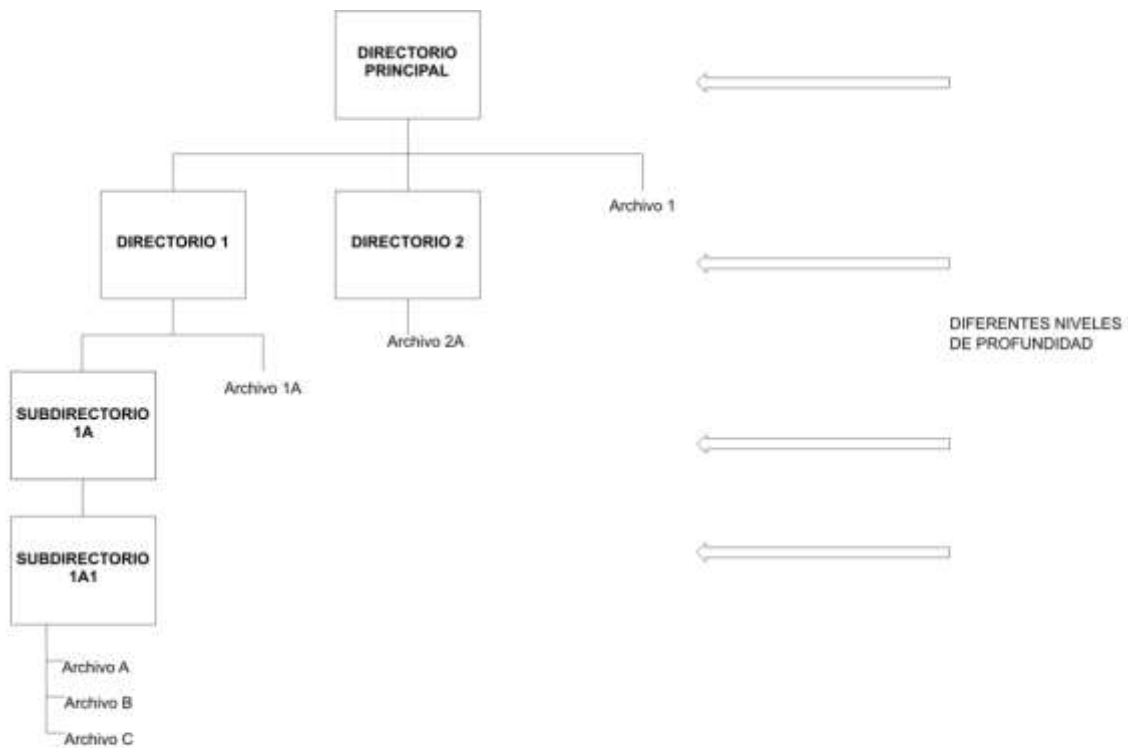 DIRECTORIO
PRINCIPAL
Archivo 1
DIRECTORIO 1
DIRECTORIO 2
DIFERENTES NIVELES
DE PROFUNDIDAD
Archivo 2A
Archivo 1A
SUBDIRECTORIO
1A
SUBDIRECTORIO
1A1
Archivo A
Archivo B
Archivo C